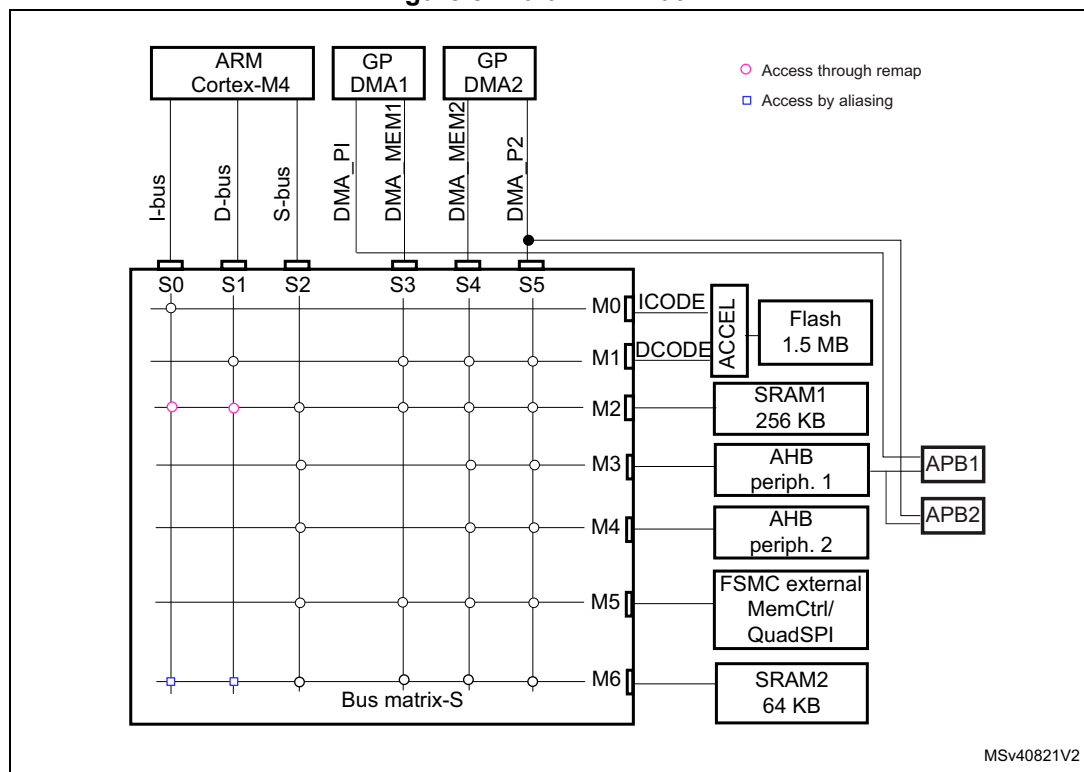 ARM
Cortex-M4
GP
DMA1
GP
DMA2
Access through remap
Access by aliasing
I-bus
D-bus
S-bus
DMA_PI
DMA_MEM1
DMA_MEM2
DMA_P2
S0 S1 S2 S3 S4 S5
M0
ICODE
M1
DCODE
ACCEL
Flash
1.5 MB
M2
SRAM1
256 KB
M3
AHB
periph. 1
APB1
APB2
M4
AHB
periph. 2
M5
FSMC external
MemCtrl/
QuadSPI
M6
SRAM2
64 KB
Bus matrix-S
MSv40821V2